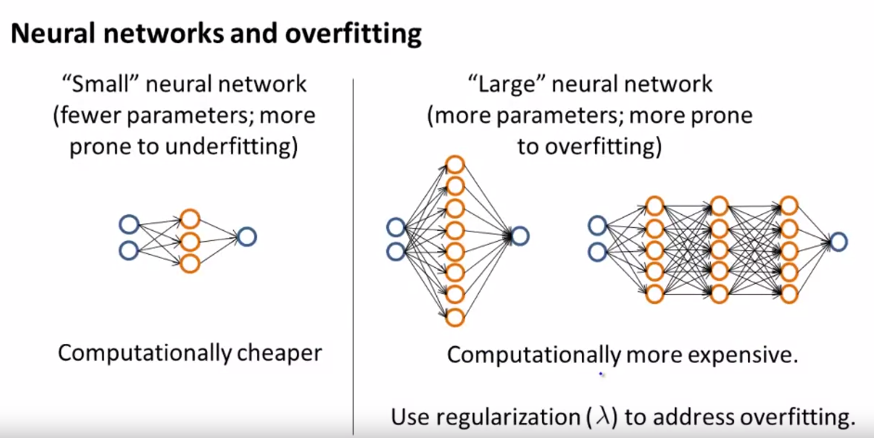 Neural networks and overfitting
“Small” neural network
(fewer parameters; more
prone to underfitting)
Computationally cheaper
“Large” neural network
(more parameters; more prone
to overfitting)
Computationally more expensive.
Use regularization (λ) to address overfitting.